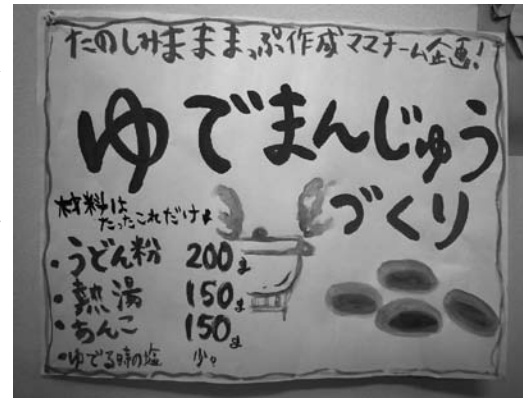 たのしみままままっぷ作成ママチーム企画!
ゆでまんじゅう
づくり
材料は
たったこれだけ♪
・うどん粉 200g
・熱湯 150g
・あんこ 150g
・ゆでる時の塩 少。